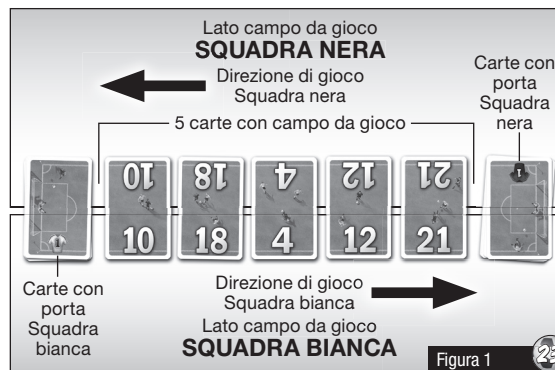 Lato campo da gioco
SQUADRA NERA
Direzione di gioco
Squadra nera
Carte con
porta
Squadra
nera
5 carte con campo da gioco
10 18 4 12 21
1
10 18 4 12 21
1
Carte con
porta
Squadra
bianca
Direzione di gioco
Squadra bianca
Lato campo da gioco
SQUADRA BIANCA
Figura 1